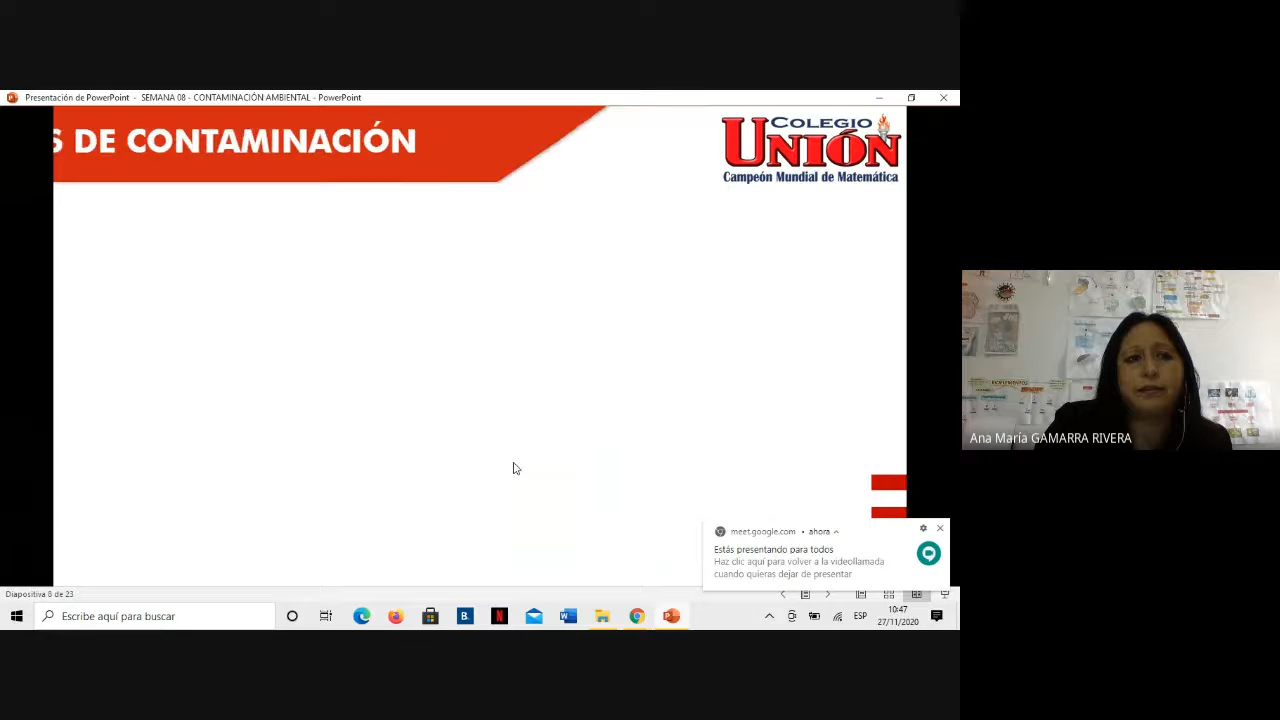 Presentación de PowerPoint - SEMANA 08 - CONTAMINACIÓN AMBIENTAL - PowerPoint
S DE CONTAMINACIÓN
COLEGIO
UNIÓN
Campeón Mundial de Matemática
Ana María GAMARRA RIVERA
meet.google.com • ahora
Estás presentando para todos
Haz clic aquí para volver a la videollamada
cuando quieras dejar de presentar
Diapositiva 8 de 23
Escribe aquí para buscar
B.
N
ESP
10:47
27/11/2020